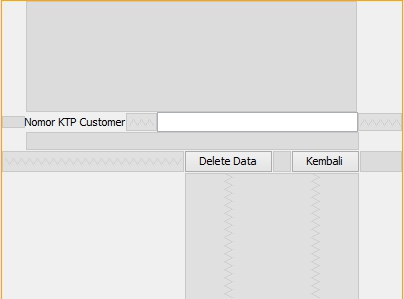 Nomor KTP Customer
Delete Data Kembali